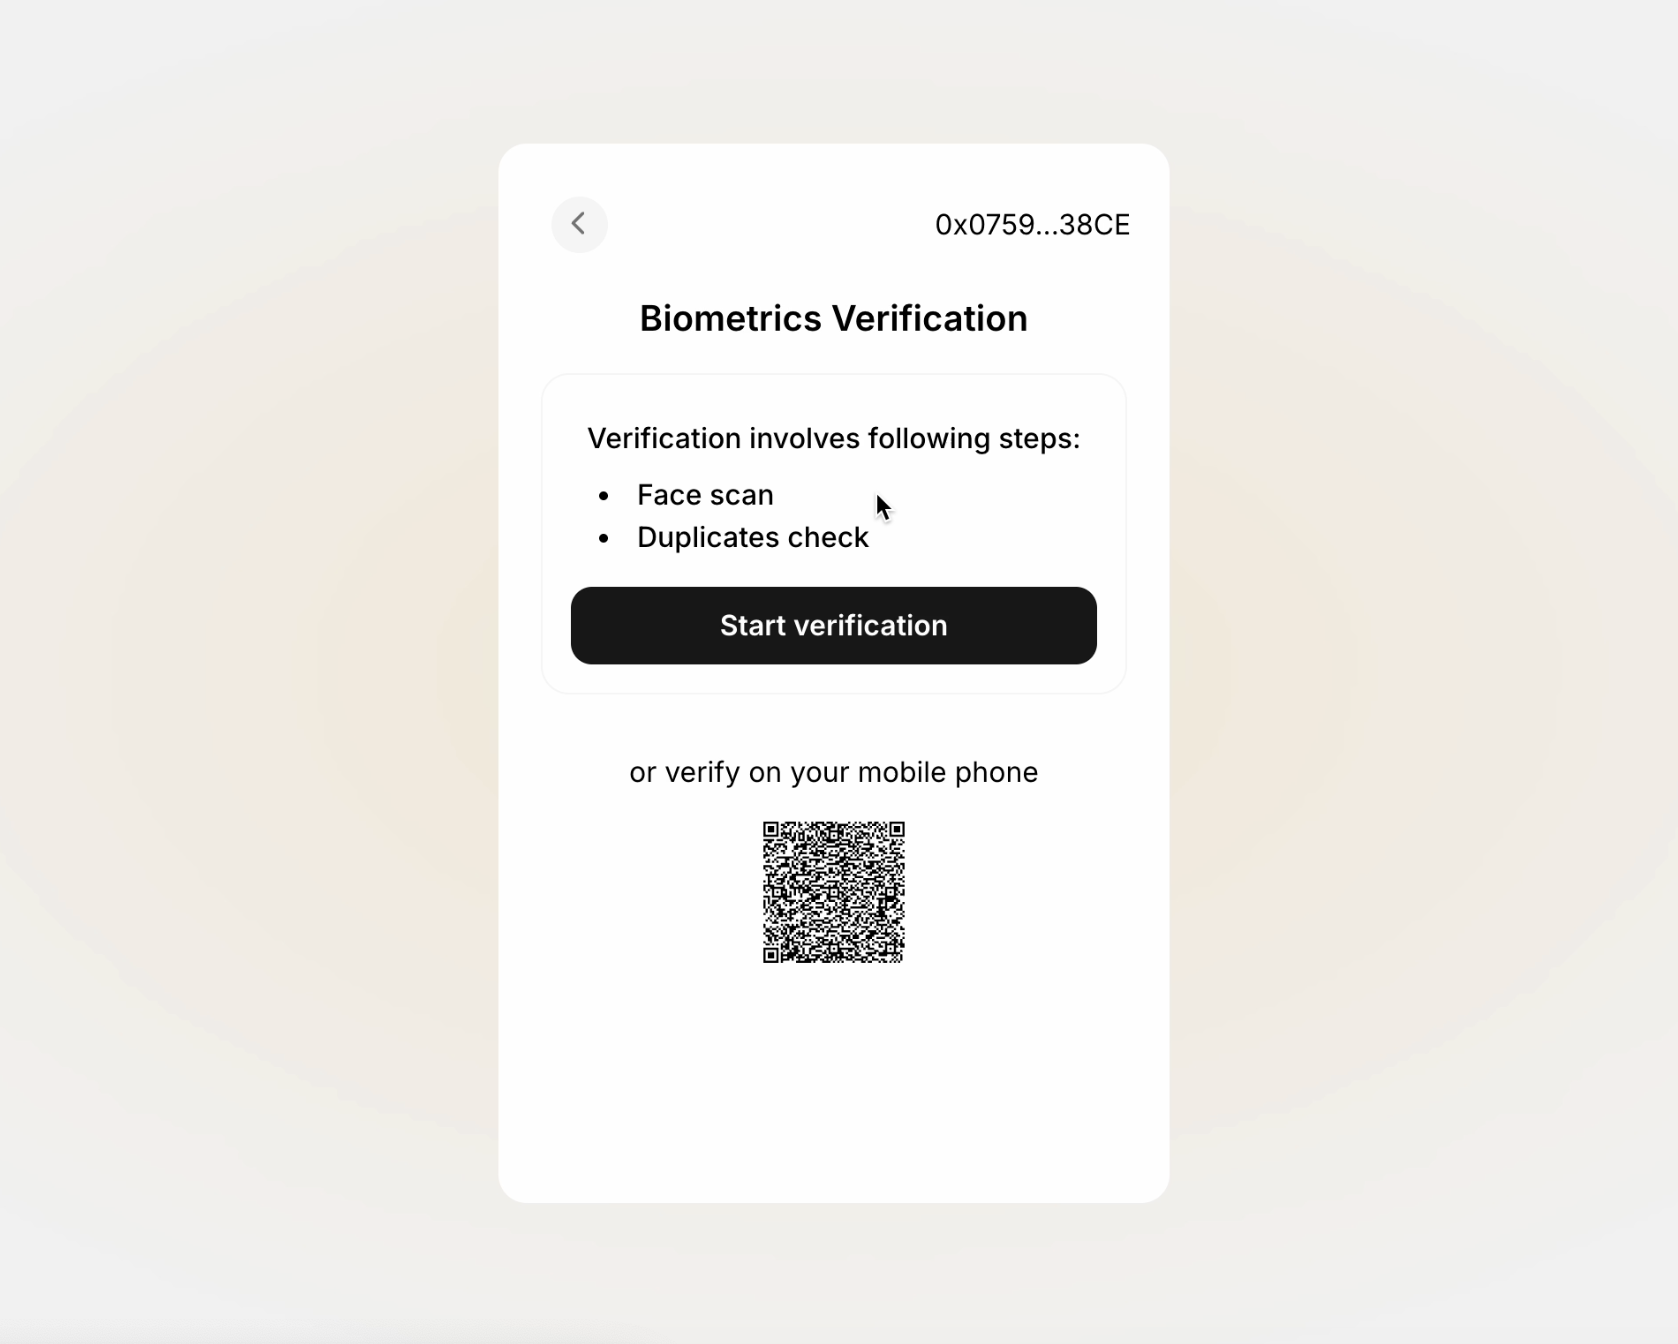 0x0759...38CE
Biometrics Verification
Verification involves following steps:
• Face scan
• Duplicates check
Start verification
or verify on your mobile phone